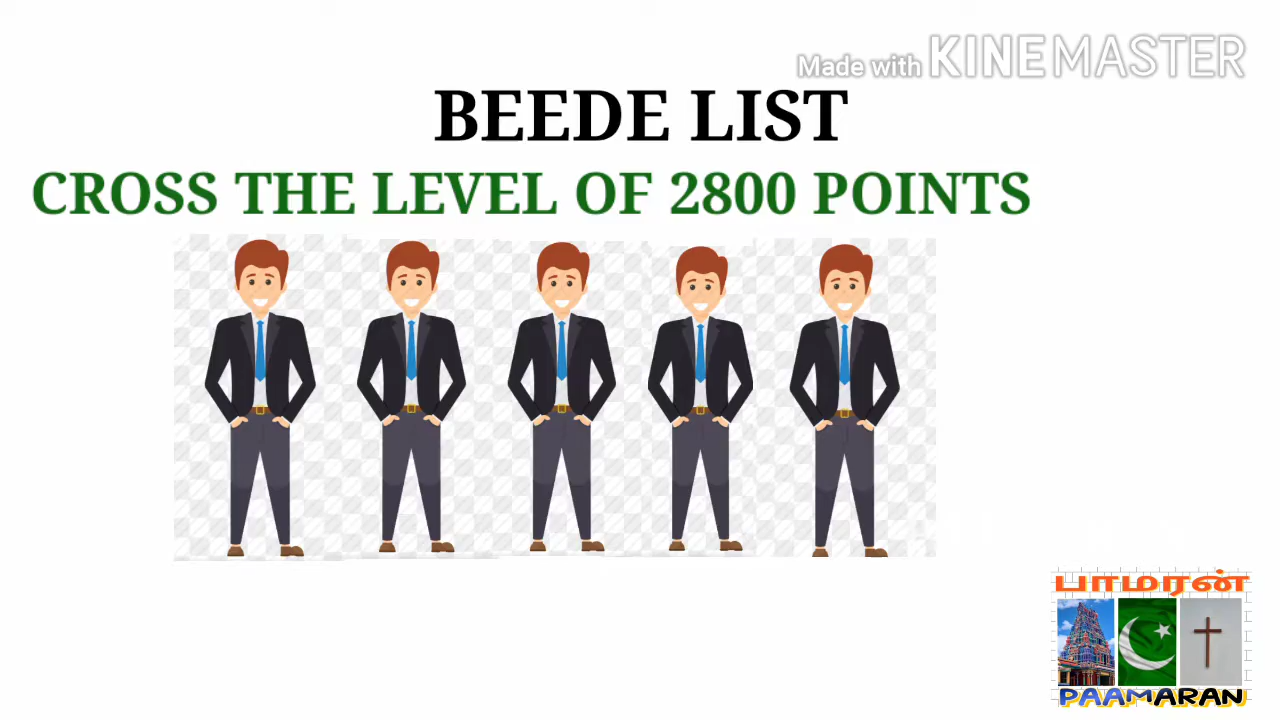 Made with KINEMASTER
BEEDE LIST
CROSS THE LEVEL OF 2800 POINTS
பாமரன்
PAAMARAN